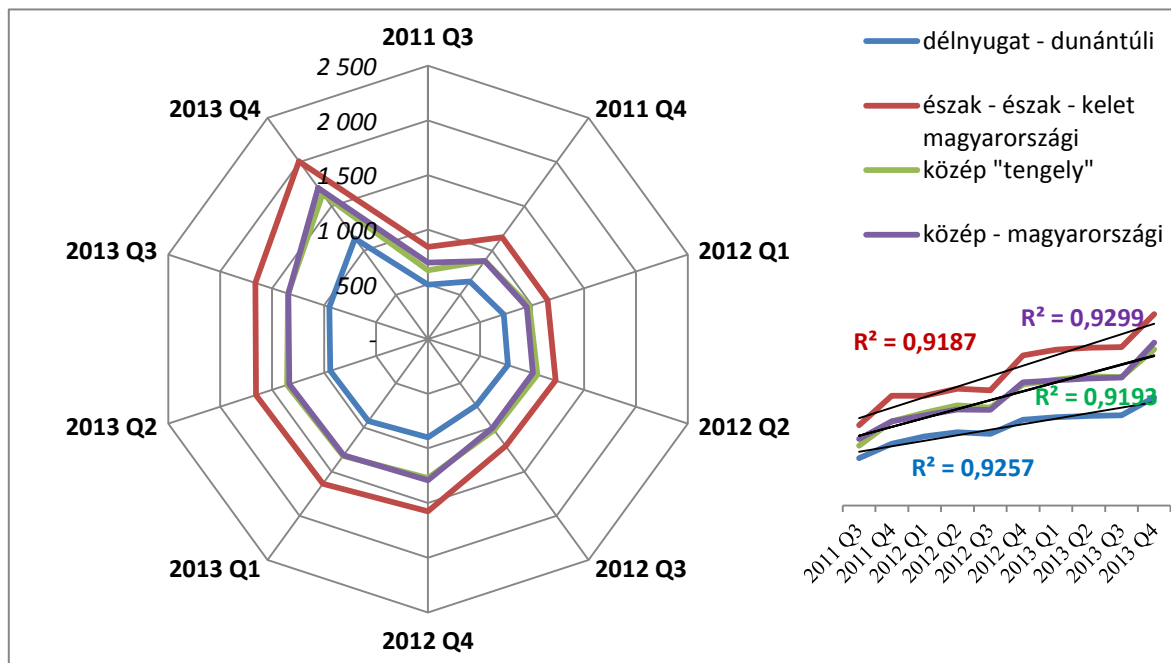 2011 Q3
2011 Q4
2012 Q1
2012 Q2
2012 Q3
2012 Q4
2013 Q1
2013 Q2
2013 Q3
2013 Q4
2 500
2 000
1 500
1 000
500
-
délnyugat - dunántúli
észak - észak - kelet
magyarországi
közép "tengely"
közép - magyarországi
R² = 0,9187
R² = 0,9299
R² = 0,9193
R² = 0,9257
2011 Q3
2011 Q4
2012 Q1
2012 Q2
2012 Q3
2012 Q4
2013 Q1
2013 Q2
2013 Q3
2013 Q4